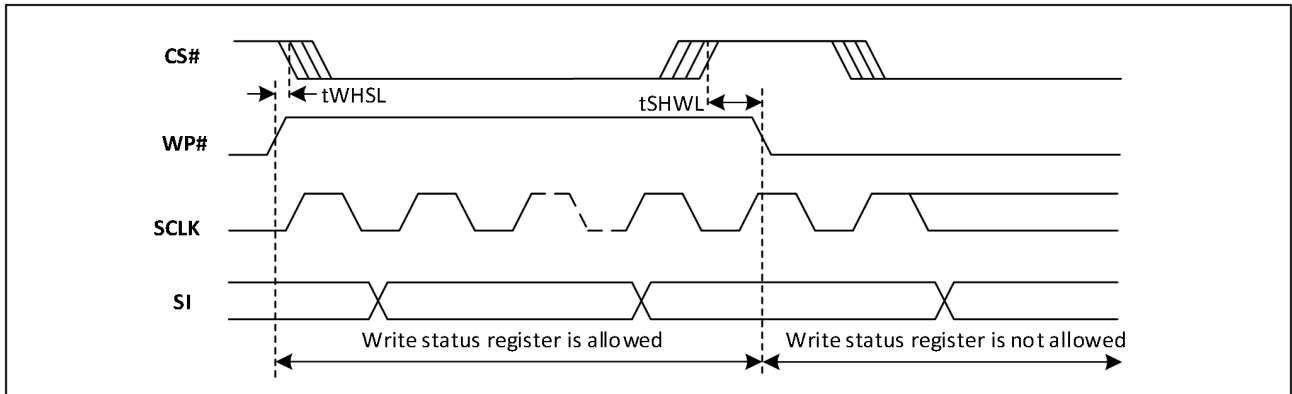 CS#
tWHSL
tSHWL
WP#
SCLK
SI
Write status register is allowed
Write status register is not allowed